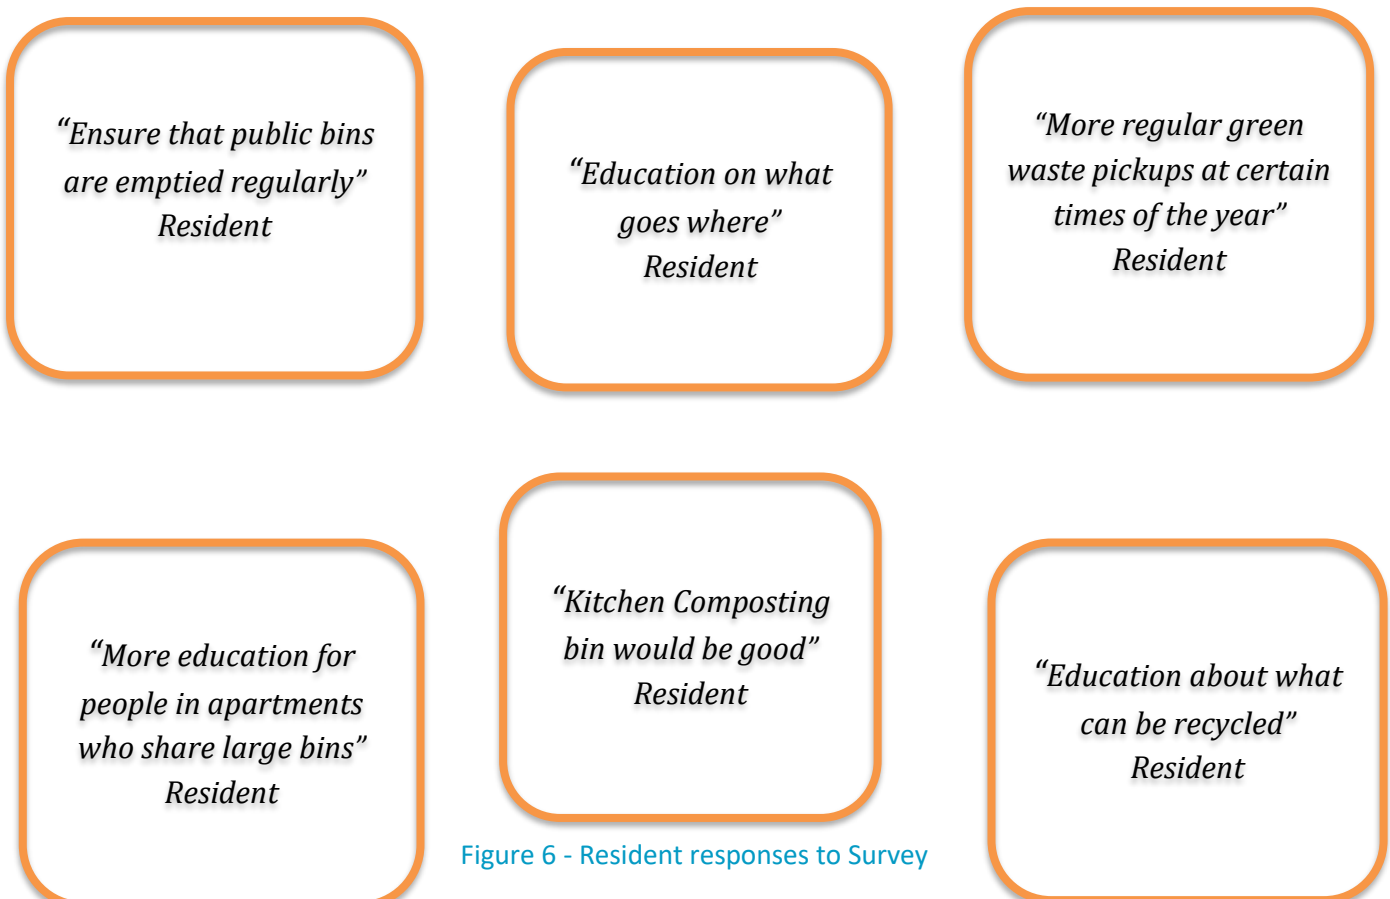 “Ensure that public bins
are emptied regularly”
Resident
“Education on what
goes where”
Resident
“More regular green
waste pickups at certain
times of the year”
Resident
“More education for
people in apartments
who share large bins”
Resident
“Kitchen Composting
bin would be good”
Resident
“Education about what
can be recycled”
Resident
Figure 6 - Resident responses to Survey